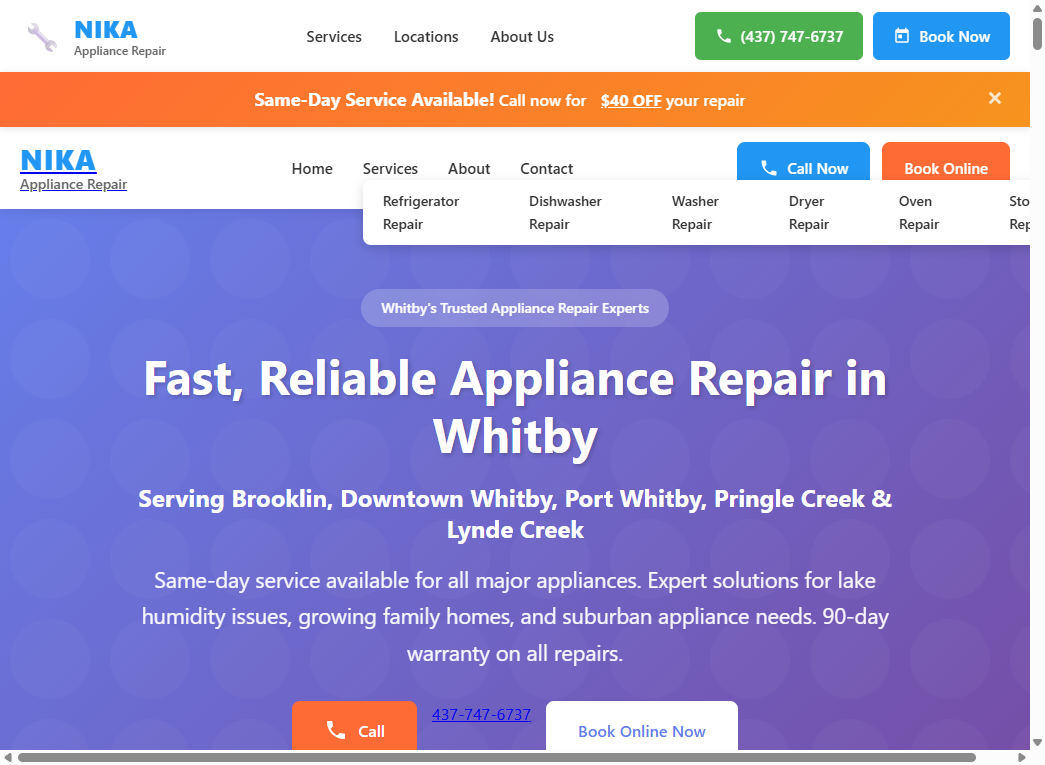 NIKA
Appliance Repair
Services
Locations
About Us
(437) 747-6737
Book Now
Same-Day Service Available! Call now for $40 OFF your repair
NIKA
Appliance Repair
Home
Services
About
Contact
Call Now
Book Online
Refrigerator
Repair
Dishwasher
Repair
Washer
Repair
Dryer
Repair
Oven
Repair
Sto
Rep
Whitby's Trusted Appliance Repair Experts
Fast, Reliable Appliance Repair in
Whitby
Serving Brooklin, Downtown Whitby, Port Whitby, Pringle Creek &
Lynde Creek
Same-day service available for all major appliances. Expert solutions for lake
humidity issues, growing family homes, and suburban appliance needs. 90-day
warranty on all repairs.
Call
437-747-6737
Book Online Now